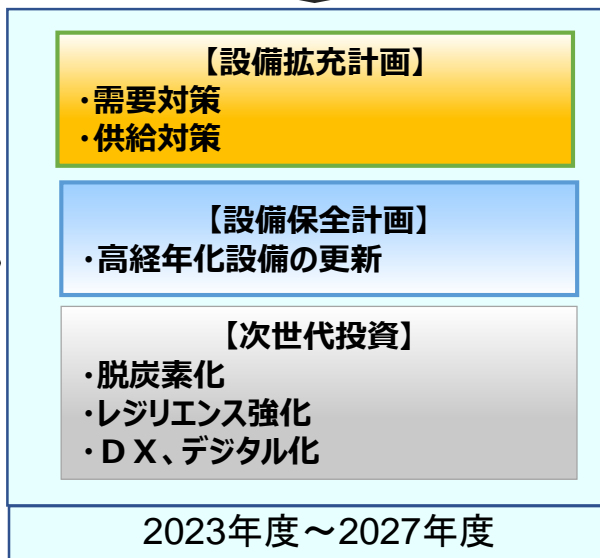 【設備拡充計画】
・需要対策
・供給対策
【設備保全計画】
・高経年化設備の更新
【次世代投資】
・脱炭素化
・レジリエンス強化
・ＤＸ、デジタル化
2023年度～2027年度